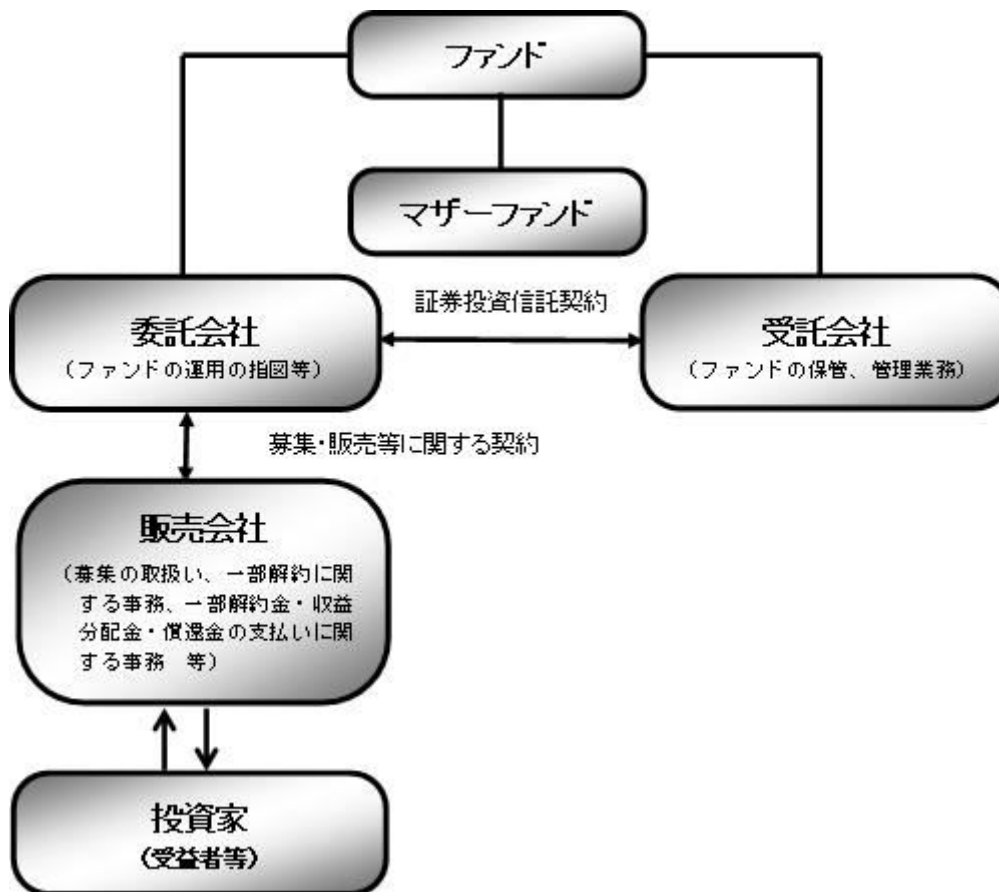 ファンド
マザーファンド
証券投資信託契約
委託会社
（ファンドの運用の指図等）
受託会社
（ファンドの保管、管理業務）
募集・販売等に関する契約
販売会社
（募集の取扱い、一部解約に関
する事務、一部解約金・収益
分配金・償還金の支払いに関
する事務　等）
投資家
（受益者等）